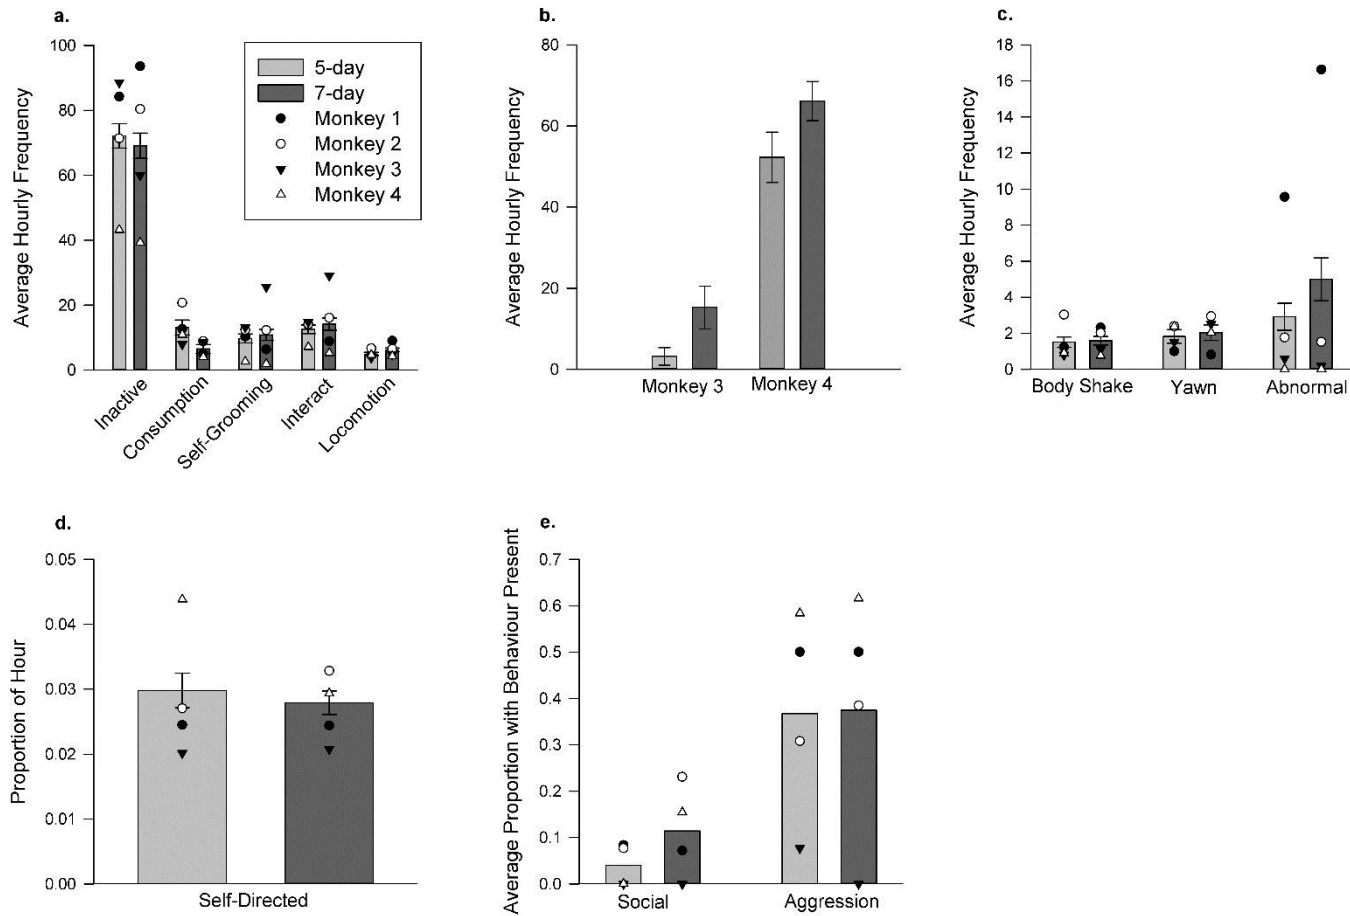 a.
Average Hourly Frequency
100
80
60
40
20
0
5-day
7-day
Monkey 1
Monkey 2
Monkey 3
Monkey 4
Inactive
Consumption
Self-Grooming
Interact
Locomotion
b.
Average Hourly Frequency
80
60
40
20
0
Monkey 3
Monkey 4
c.
Average Hourly Frequency
18
16
14
12
10
8
6
4
2
0
Body Shake
Yawn
Abnormal
d.
Proportion of Hour
0.05
0.04
0.03
0.02
0.01
0.00
Self-Directed
e.
Average Proportion with Behaviour Present
0.7
0.6
0.5
0.4
0.3
0.2
0.1
0.0
Social
Aggression